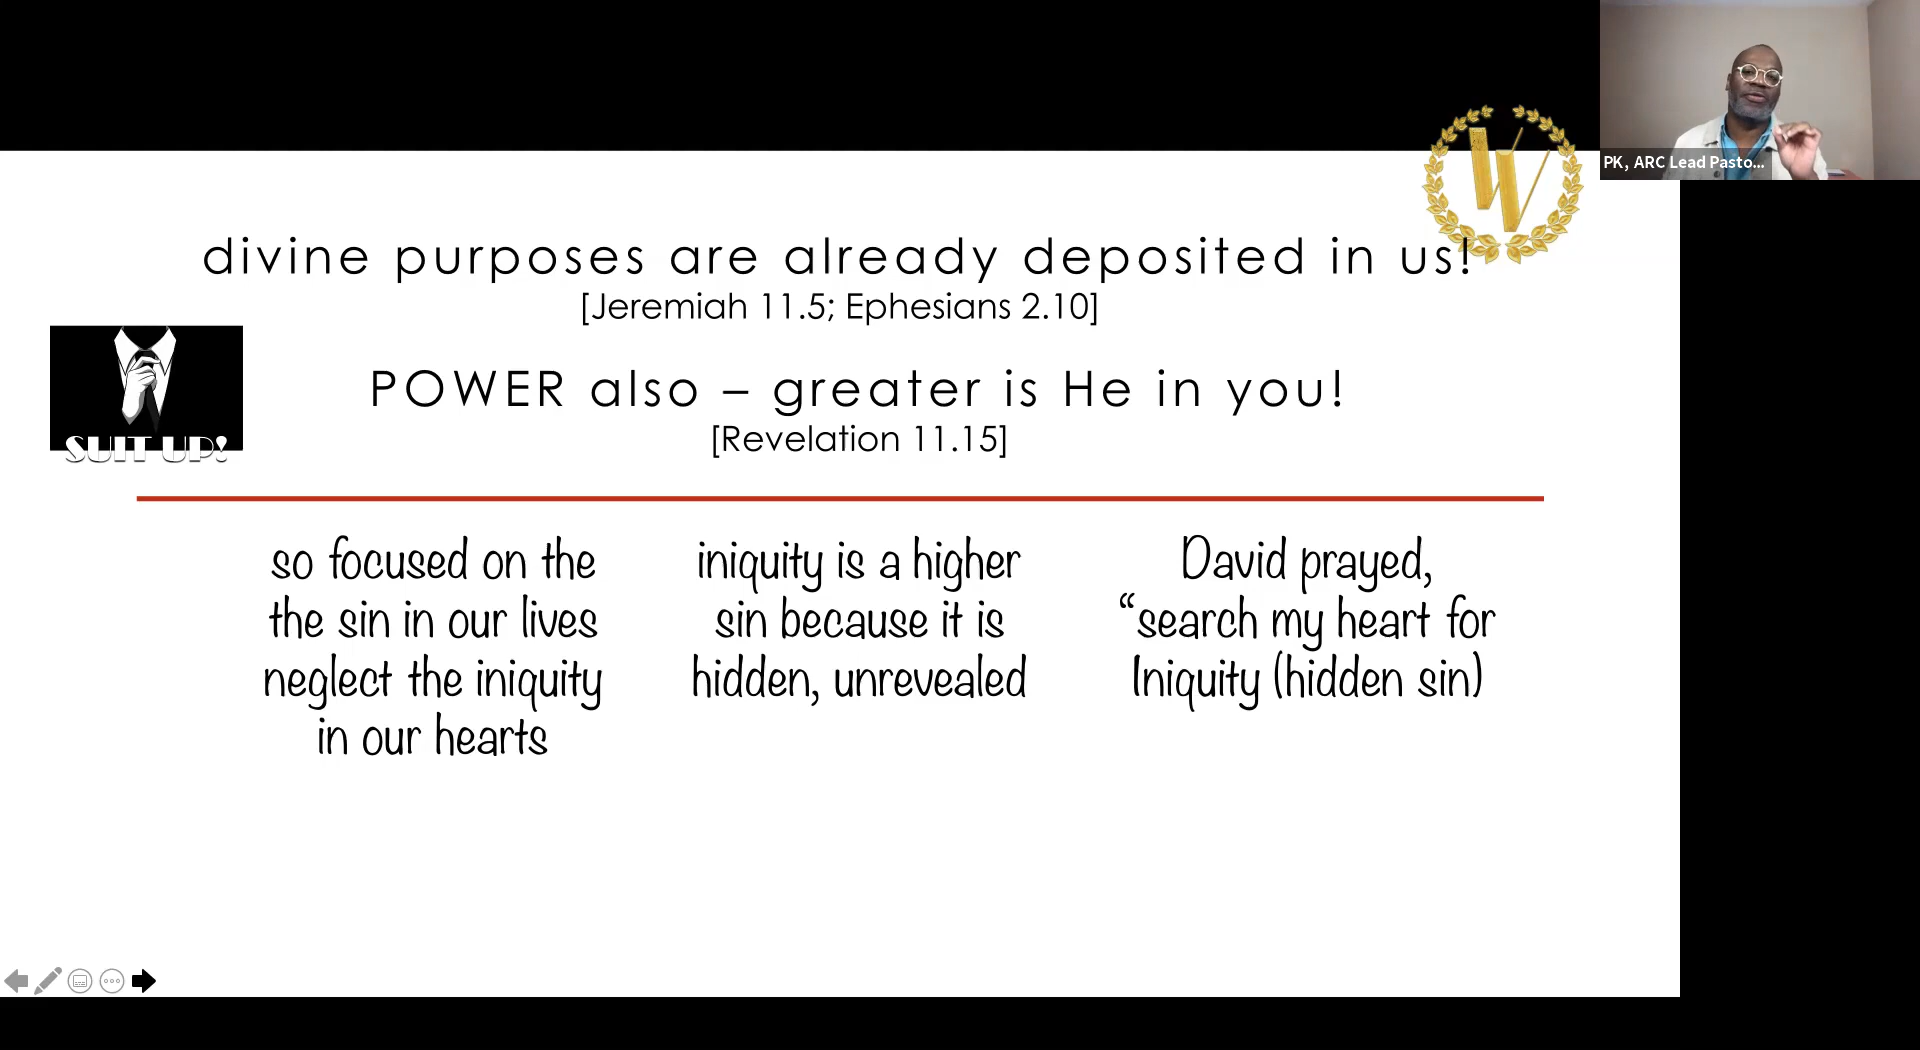 PK, ARC Lead Pasto...
W
divine purposes are already deposited in us!
[Jeremiah 11.5; Ephesians 2.10]
SUIT UP!
POWER also – greater is He in you!
[Revelation 11.15]
so focused on the
the sin in our lives
neglect the iniquity
in our hearts
iniquity is a higher
sin because it is
hidden, unrevealed
David prayed,
“search my heart for
Iniquity (hidden sin)